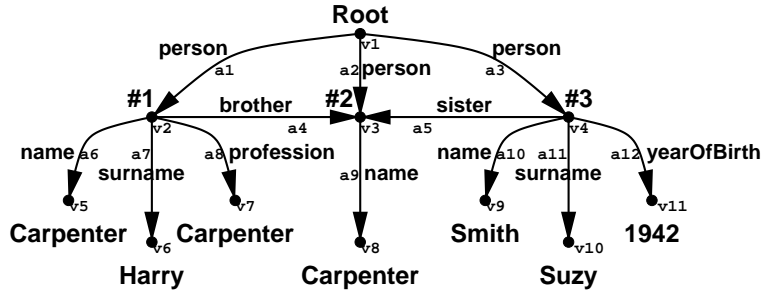 Root
v1
person
a1
a2
person
person
a3
#1
v2
brother
a4
#2
v3
sister
a5
#3
v4
name
a6
a7
surname
a8
profession
a9
name
name
a10
a11
surname
a12
yearOfBirth
v5
v7
v9
v11
Carpenter
v6
Carpenter
v8
Smith
v10
1942
Harry
Carpenter
Suzy